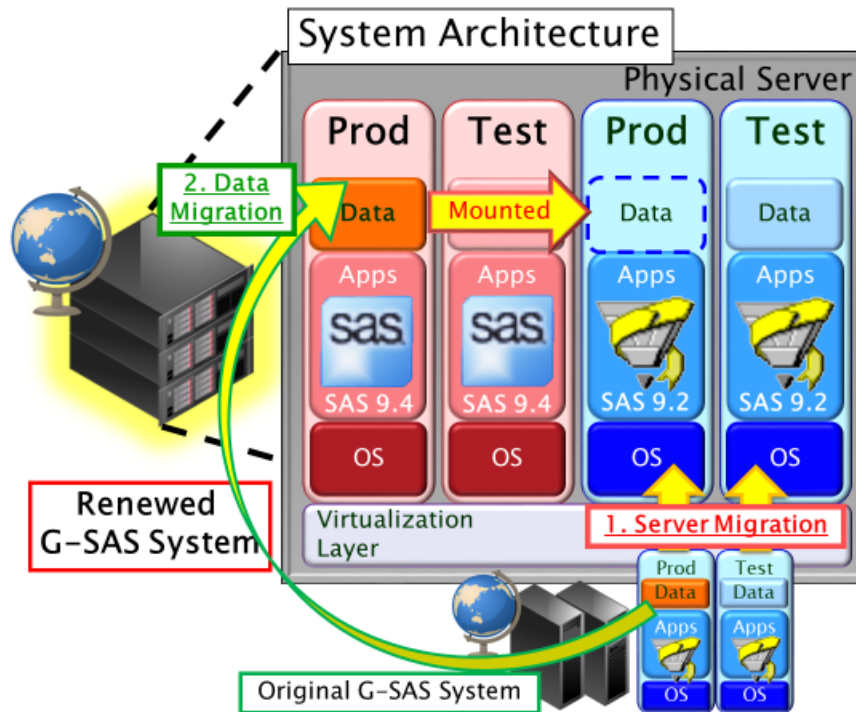 System Architecture
Physical Server
Prod
Test
Prod
Test
2. Data
Migration
Data
Mounted
Data
Data
Apps
Apps
Apps
Apps
sas
sas
SAS 9.4
SAS 9.4
SAS 9.2
SAS 9.2
OS
OS
OS
OS
Renewed
G-SAS System
Virtualization
Layer
1. Server Migration
Prod
Test
Data
Data
Apps
Apps
OS
OS
Original G-SAS System